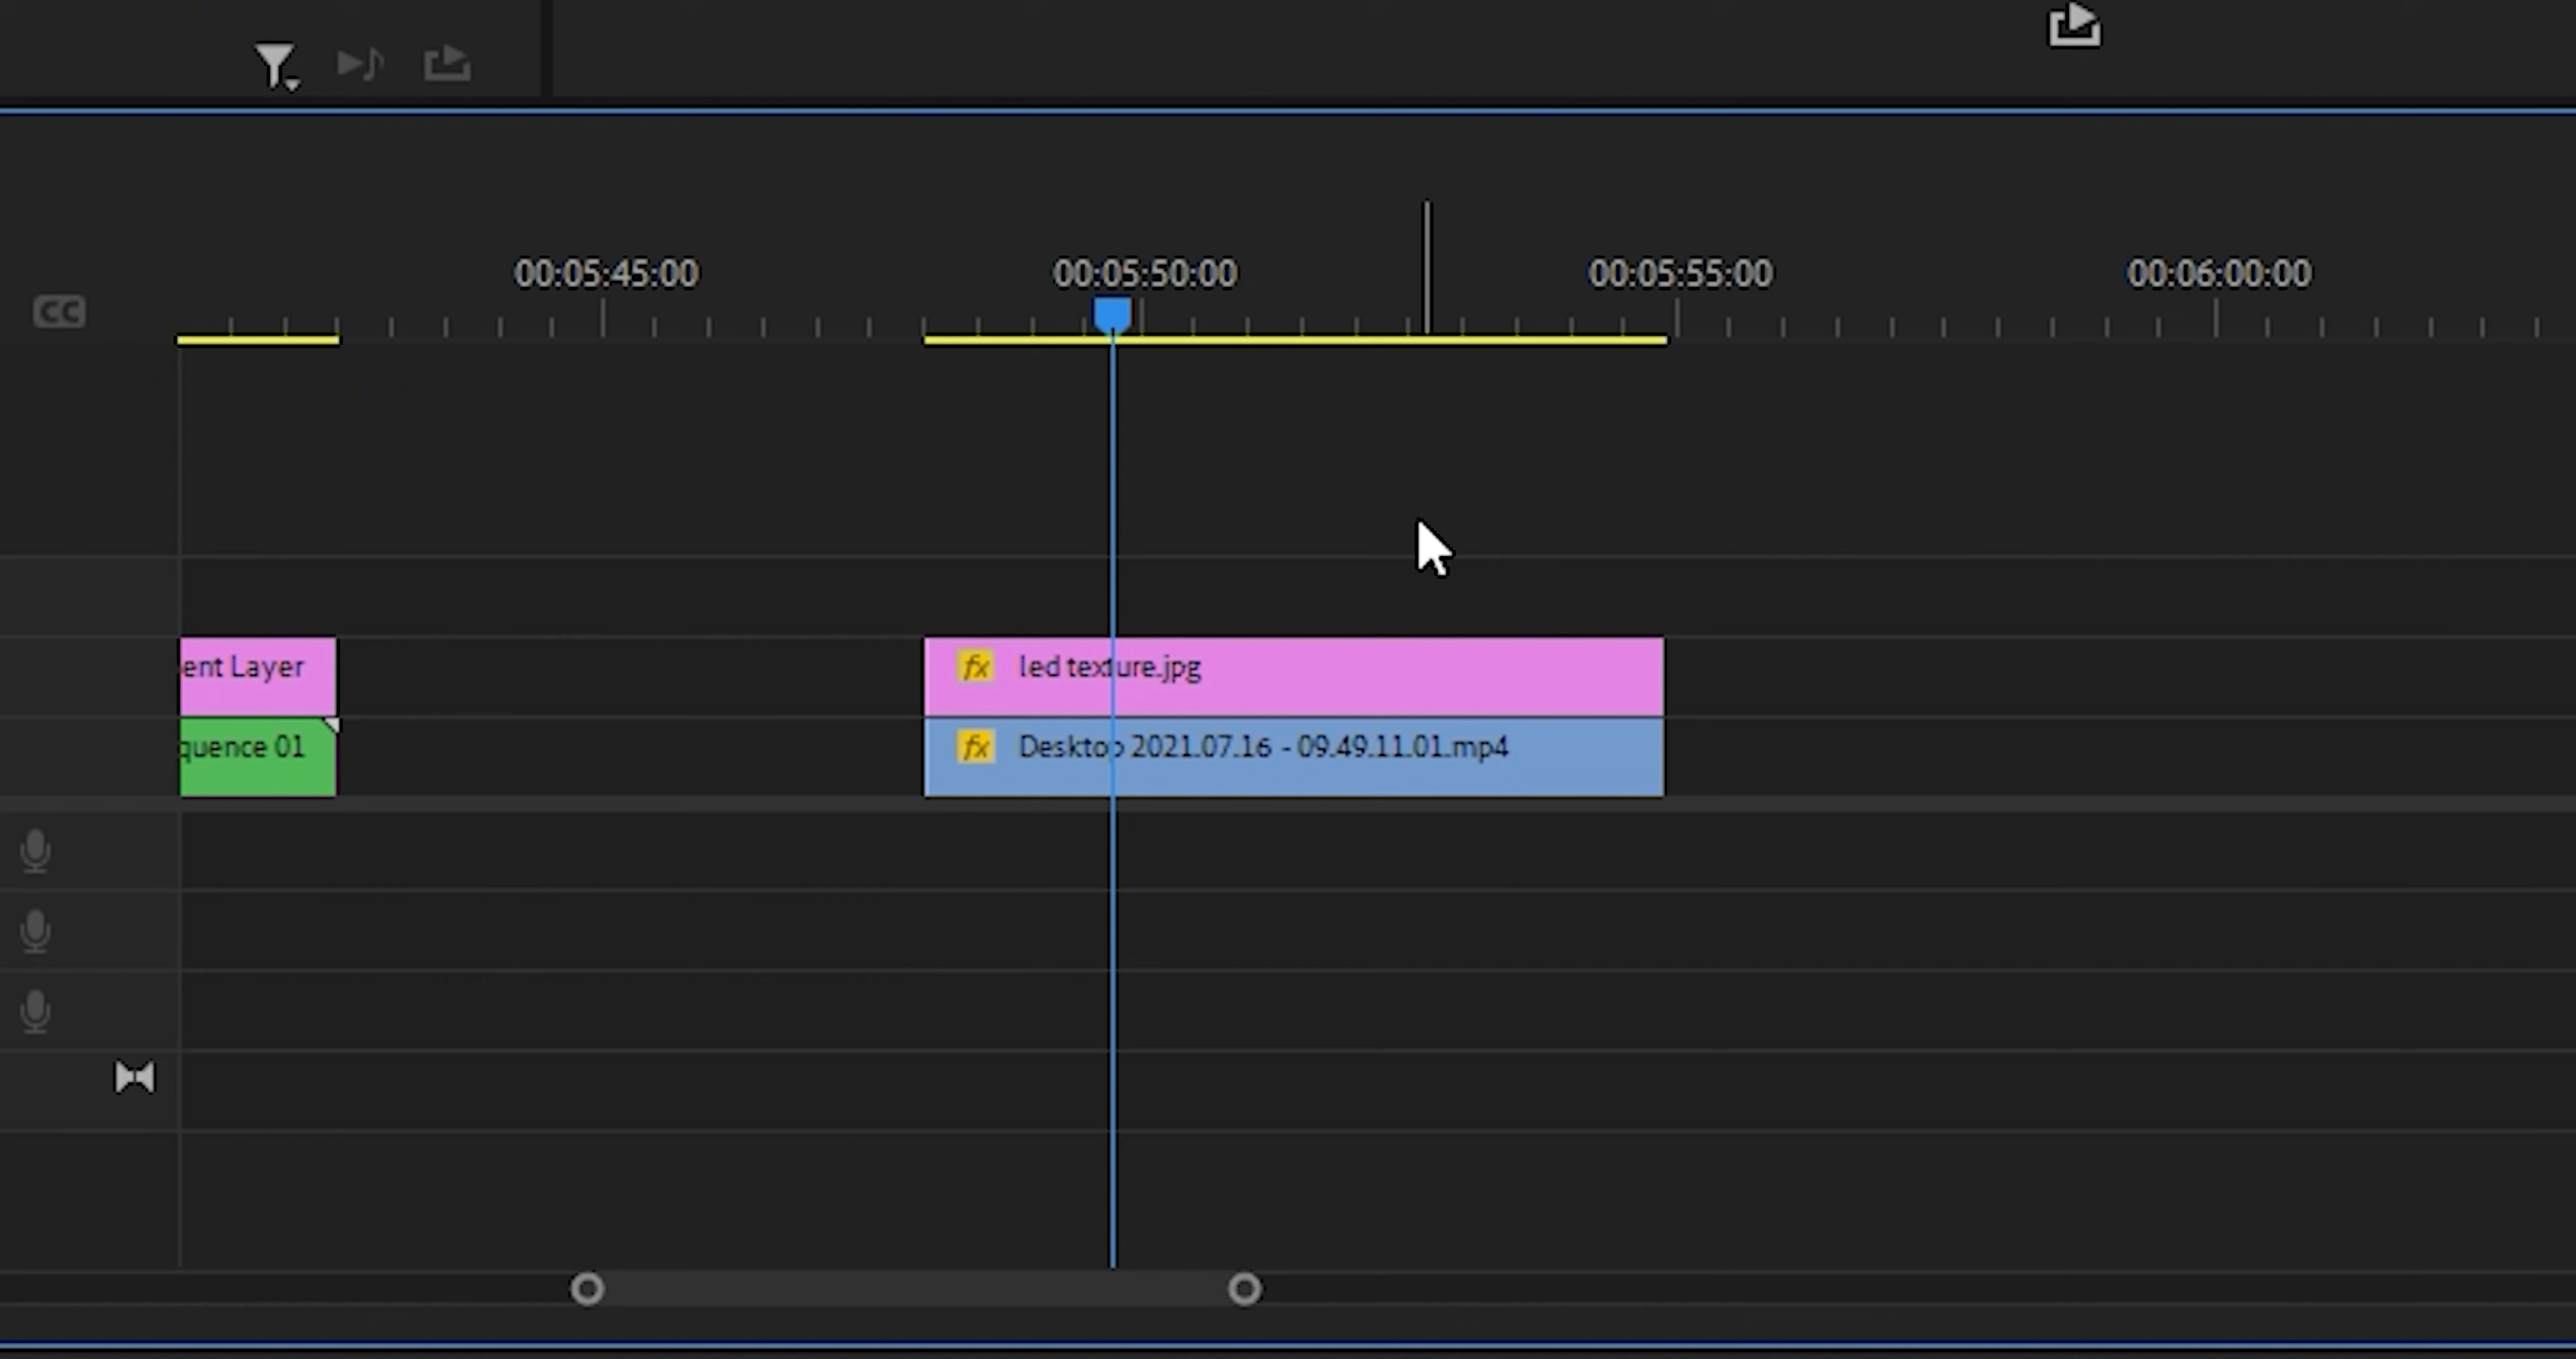 00:05:45:00 00:05:50:00 00:05:55:00 00:06:00:00
CC
ent Layer fx led texture.jpg
quence 01 fx Desktop 2021.07.16 - 09.49.11.01.mp4